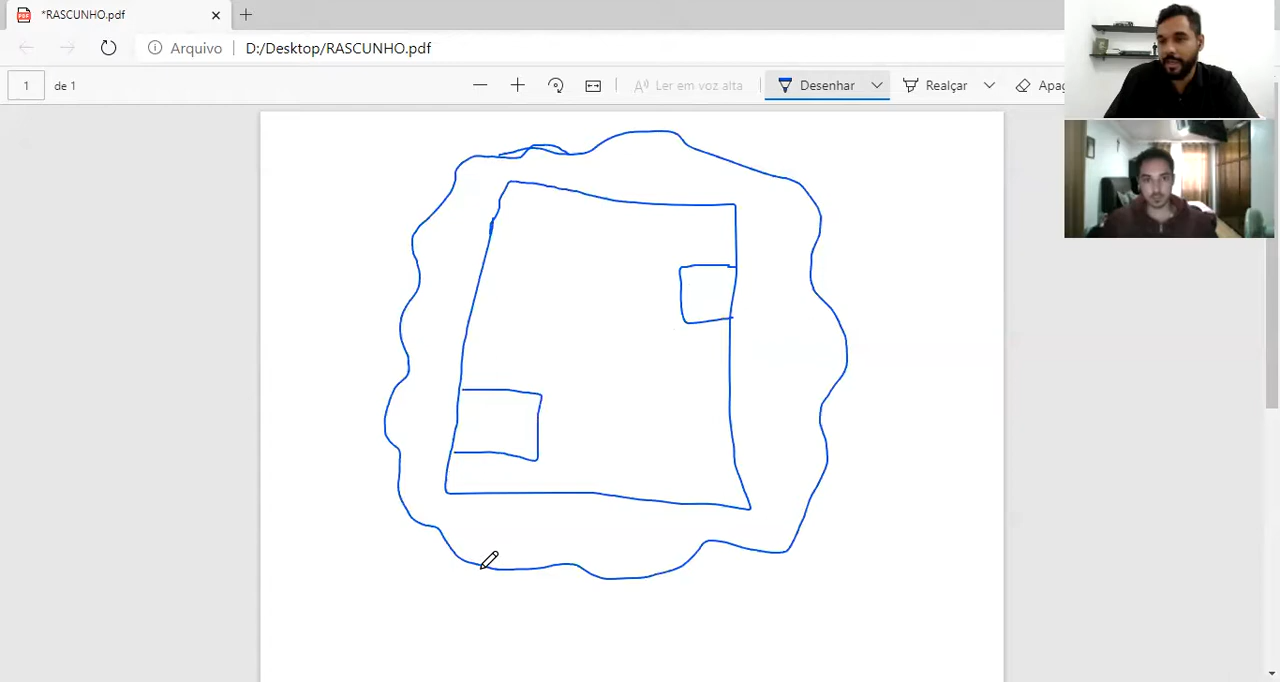 *RASCUNHO.pdf
Arquivo D:/Desktop/RASCUNHO.pdf
1 de 1 Ler em voz alta Desenhar Realçar Apag